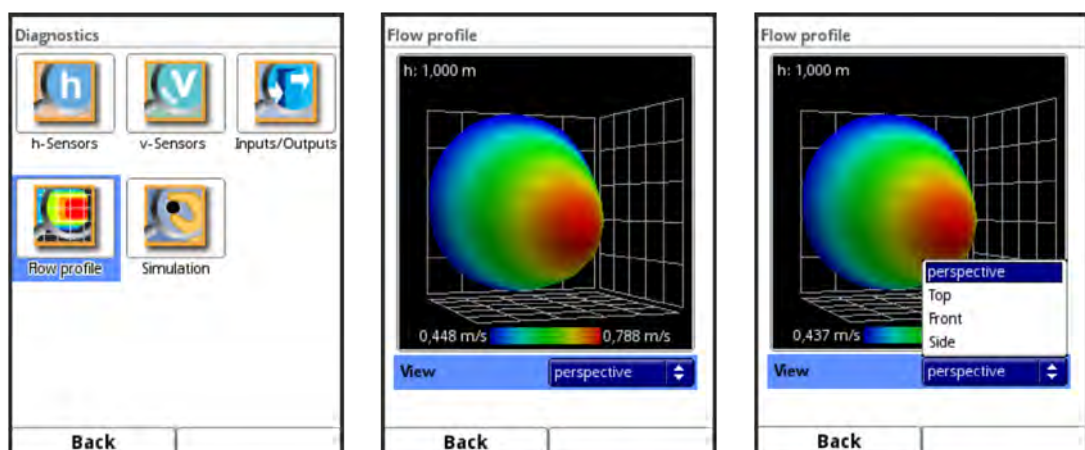 Diagnostics
h-Sensors
v-Sensors
Inputs/Outputs
Flow profile
Simulation
Back
Flow profile
h: 1,000 m
0,448 m/s
0,788 m/s
View
perspective
Back
Flow profile
h: 1,000 m
perspective
Top
Front
Side
0,437 m/s
View
perspective
Back